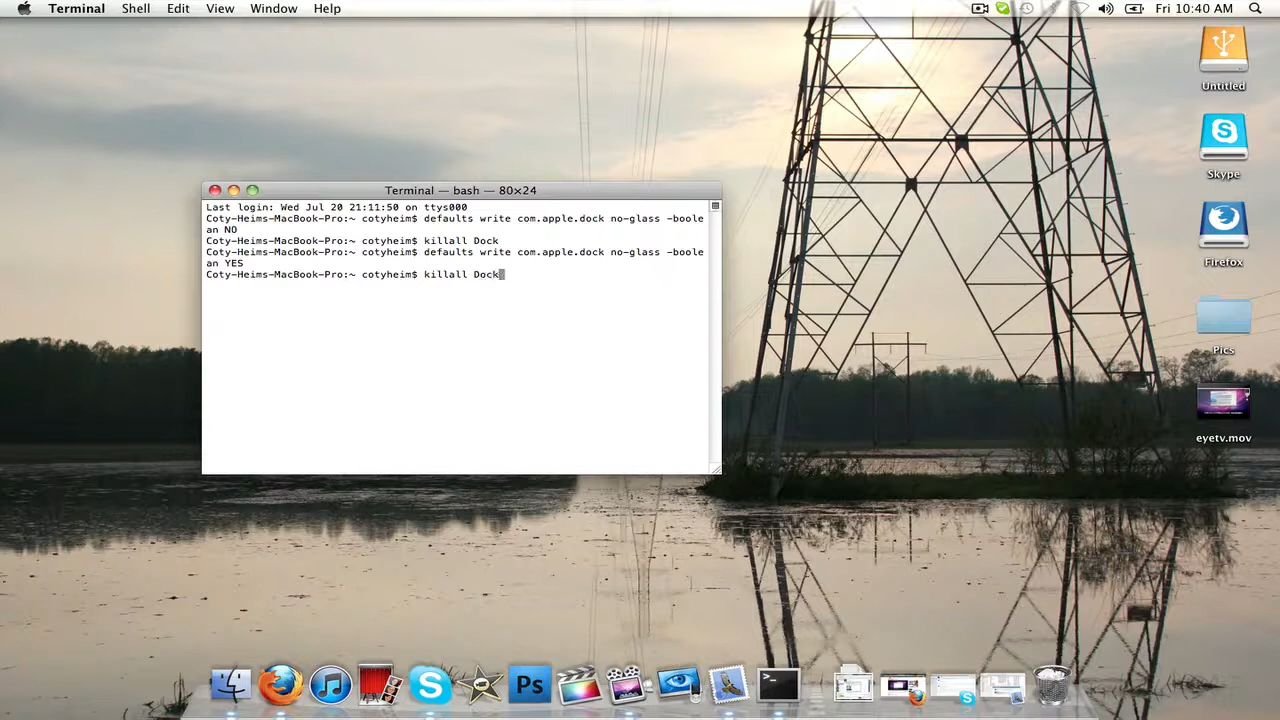 Terminal Shell Edit View Window Help Fri 10:40 AM
Untitled
Skype
Firefox
Pics
eyetv.mov
Terminal — bash — 80×24
Last login: Wed Jul 20 21:11:50 on ttys000
Coty-Heims-MacBook-Pro:~ cotyheim$ defaults write com.apple.dock no-glass -boole
an NO
Coty-Heims-MacBook-Pro:~ cotyheim$ killall Dock
Coty-Heims-MacBook-Pro:~ cotyheim$ defaults write com.apple.dock no-glass -boole
an YES
Coty-Heims-MacBook-Pro:~ cotyheim$ killall Dock
Ps
>_